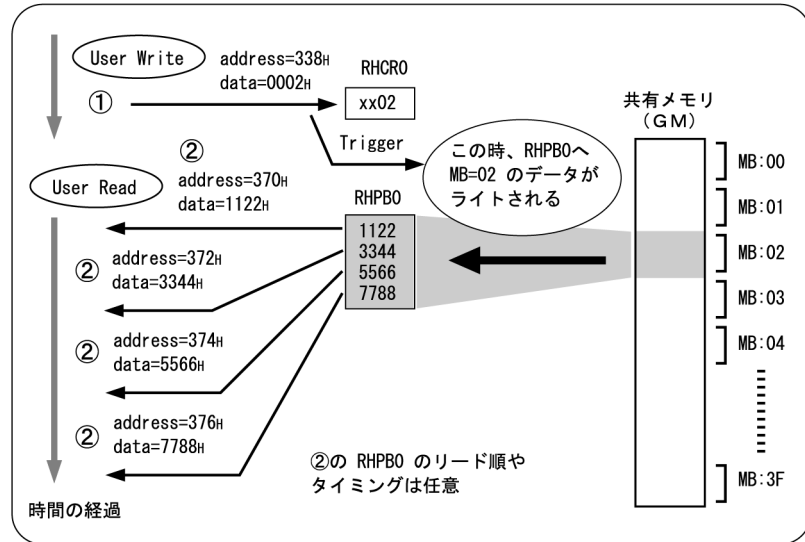 User Write
address=338H
data=0002H
RHCR0
①
xx02
Trigger
共有メモリ
(GM)
この時、RHPB0へ
MB=02 のデータが
ライトされる
②
User Read
address=370H
data=1122H
RHPB0
1122
3344
5566
7788
②
address=372H
data=3344H
②
address=374H
data=5566H
②
address=376H
data=7788H
②の RHPB0 のリード順や
タイミングは任意
時間の経過
MB:00
MB:01
MB:02
MB:03
MB:04
MB:3F